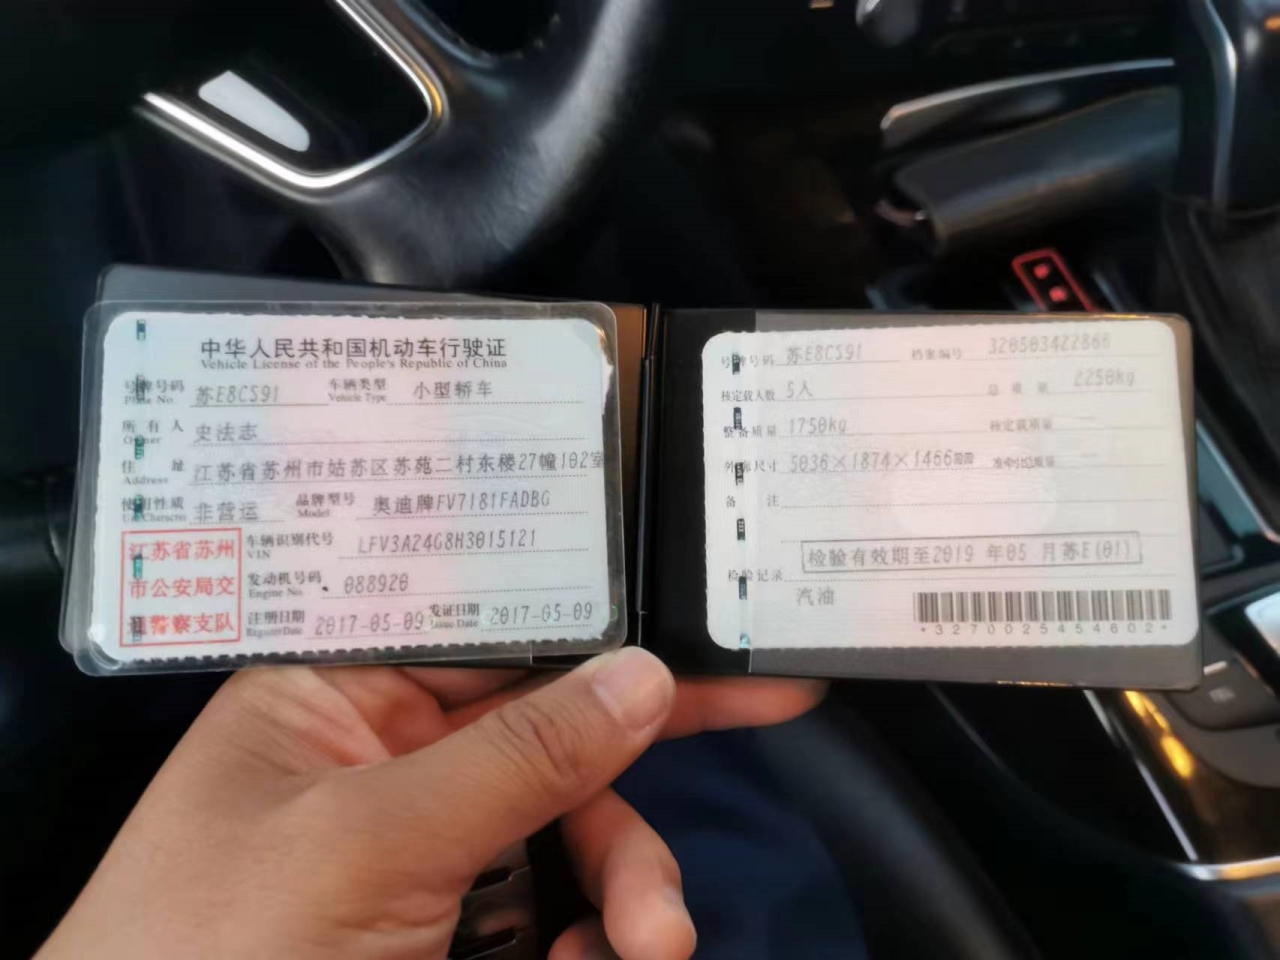 中华人民共和国机动车行驶证
Vehicle License of the People's Republic of China
号牌号码 苏E8CS91 车辆类型 小型轿车
Plate No. Vehicle Type
所有人 史法志
Owner
住址 江苏省苏州市姑苏区苏苑二村东楼27幢102室
Address
使用性质 非营运 品牌型号 奥迪牌FV7181FADBG
Use Character Model
江苏省苏州 车辆识别代号 LFV3A24G8H3015121
VIN
市公安局交 发动机号码 088920
Engine No.
通警察支队 注册日期 2017-05-09 发证日期 2017-05-09
Register Date Issue Date
号牌号码 苏E8CS91 档案编号 320503422866
核定载人数 5人 总质量 2250kg
整备质量 1750kg 核定载质量 --
外廓尺寸 5036×1874×1466mm 准牵引总质量 --
备注
检验有效期至2019年05月苏E(01)
检验记录
汽油
*3270025454602*